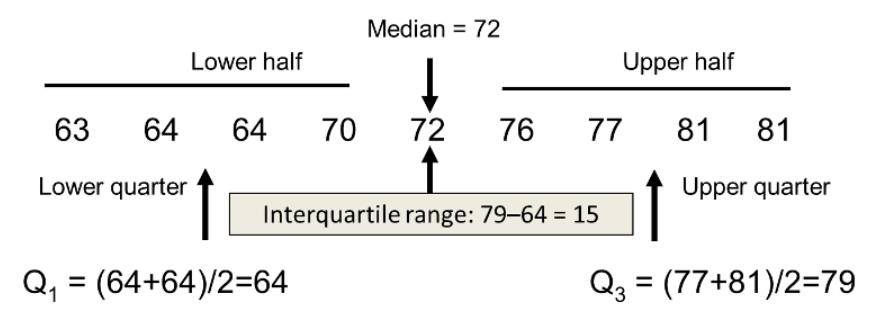 Median = 72
Lower half
Upper half
63 64 64 70 72 76 77 81 81
Lower quarter
Upper quarter
Interquartile range: 79–64 = 15
Q₁ = (64+64)/2=64
Q₃ = (77+81)/2=79